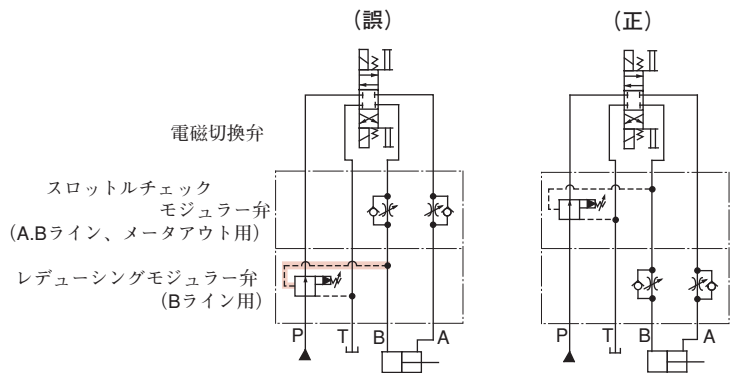 (誤)
(正)
電磁切換弁
スロットルチェック
モジュラー弁
(A.Bライン、メータアウト用)
レデューシングモジュラー弁
(Bライン用)
P T B A
P T B A